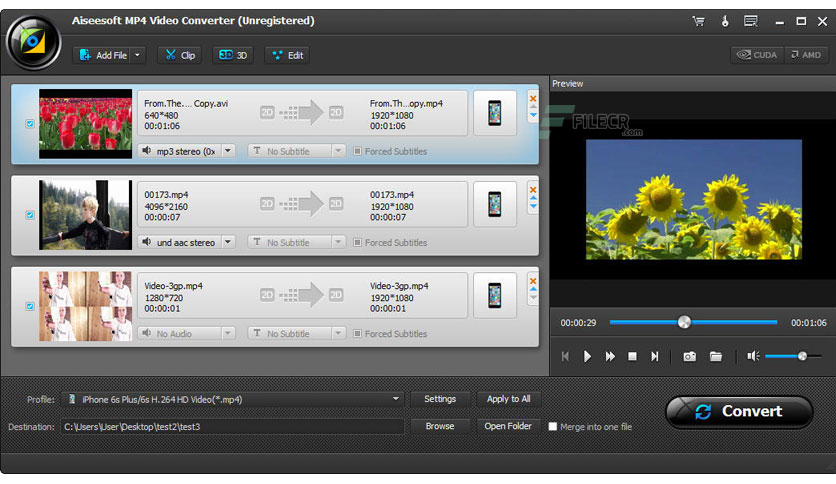 Aiseesoft MP4 Video Converter (Unregistered)
Add File
Clip
3D 3D
Edit
CUDA
AMD
From.The.... Copy.avi
640*480
00:01:06
2D
2D
From.Th...opy.mp4
1920*1080
00:01:06
mp3 stereo (0x
T No Subtitle
Forced Subtitles
00173.mp4
4096*2160
00:00:07
2D
2D
00173.mp4
1920*1080
00:00:07
und aac stereo
T No Subtitle
Forced Subtitles
Video-3gp.mp4
1280*720
00:00:01
2D
2D
Video-3gp.mp4
1920*1080
00:00:01
No Audio
T No Subtitle
Forced Subtitles
Preview
FILECR
.com
00:00:29
00:01:06
Profile:
iPhone 6s Plus/6s H.264 HD Video(*.mp4)
Settings
Apply to All
Destination:
C:\Users\User\Desktop\test2\test3
Browse
Open Folder
Merge into one file
Convert